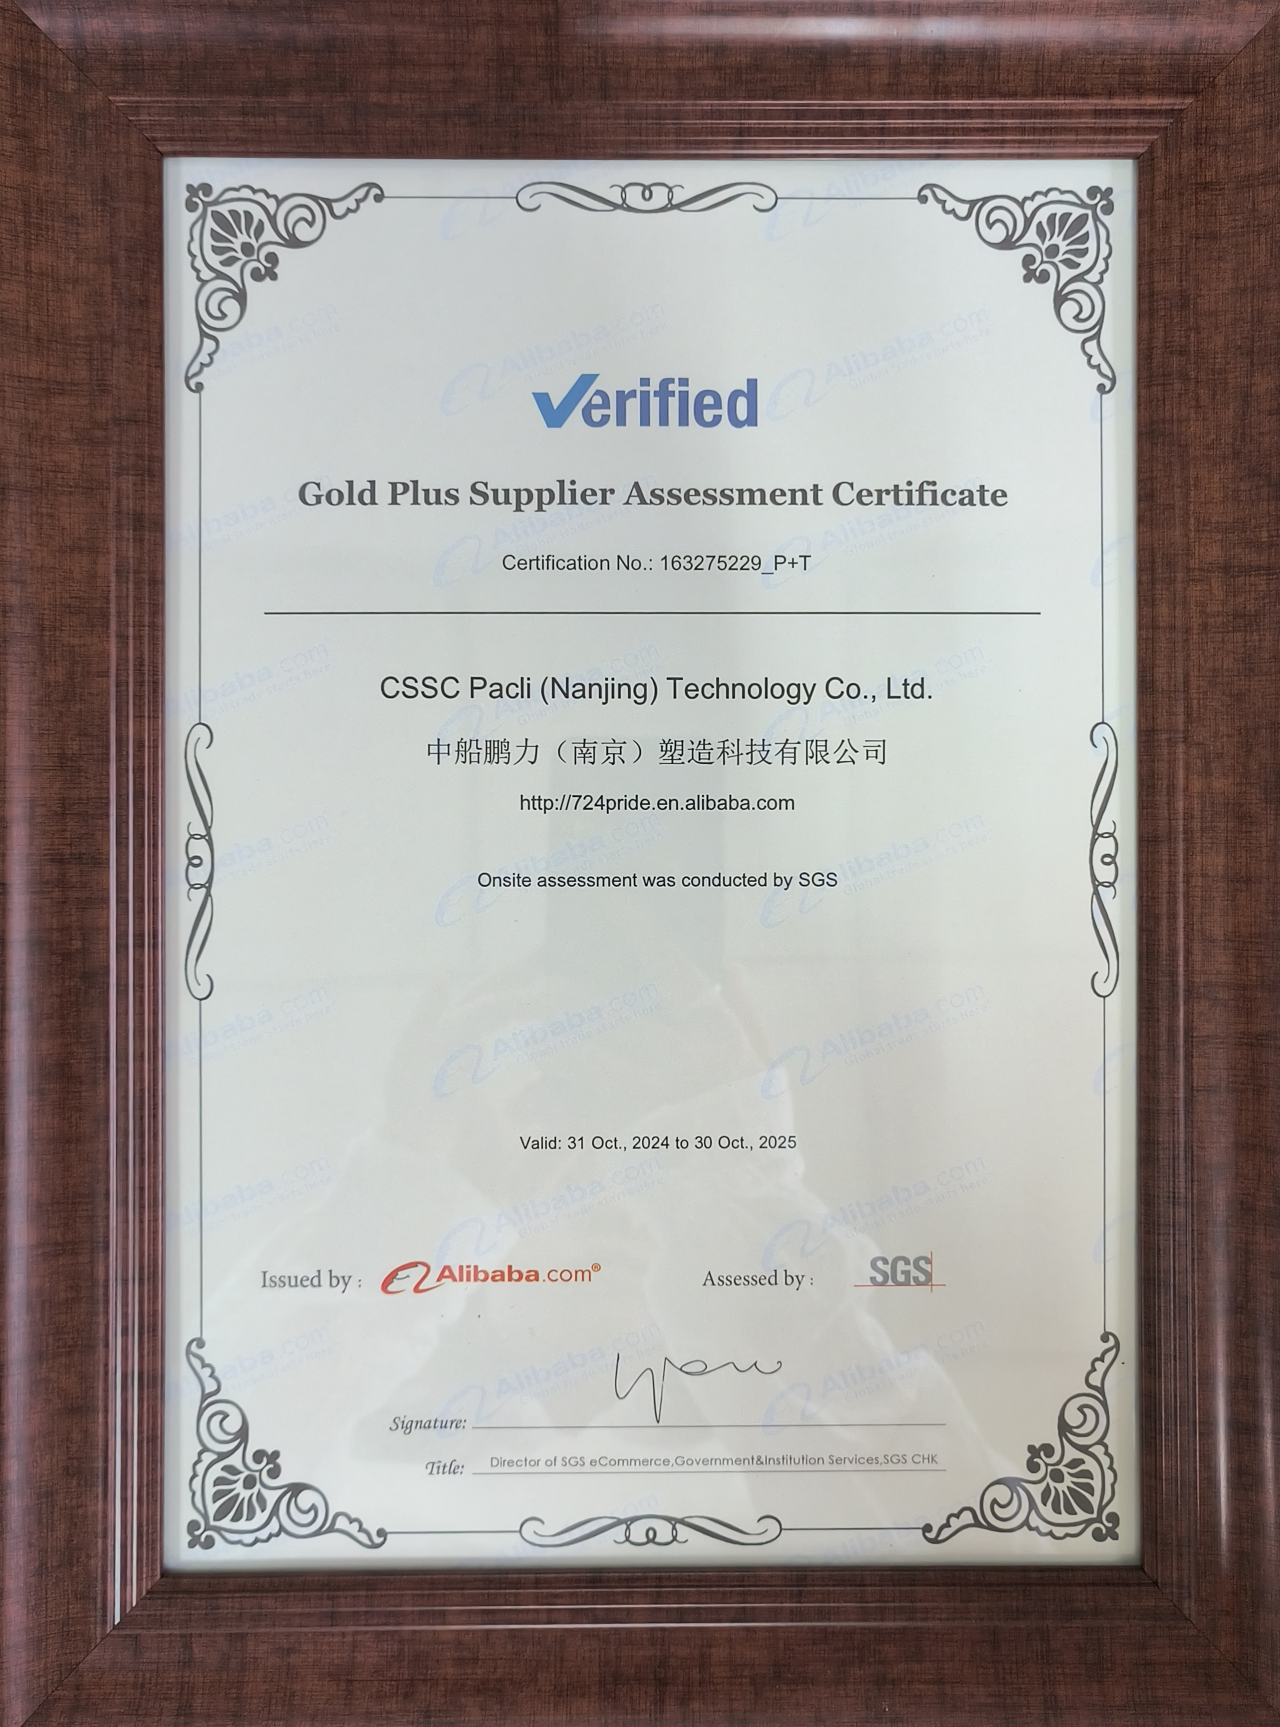 Verified
Gold Plus Supplier Assessment Certificate
Certification No.: 163275229_P+T
CSSC Pacli (Nanjing) Technology Co., Ltd.
中船鹏力（南京）塑造科技有限公司
http://724pride.en.alibaba.com
Onsite assessment was conducted by SGS
Valid: 31 Oct., 2024 to 30 Oct., 2025
Issued by : Alibaba.com® Assessed by : SGS
Signature:
Title: Director of SGS eCommerce,Government&Institution Services,SGS CHK